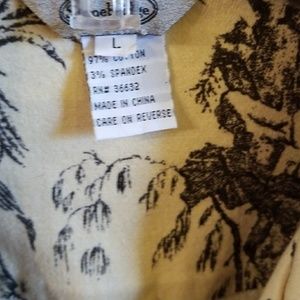 L
97% COTTON
3% SPANDEX
RN# 36632
MADE IN CHINA
CARE ON REVERSE